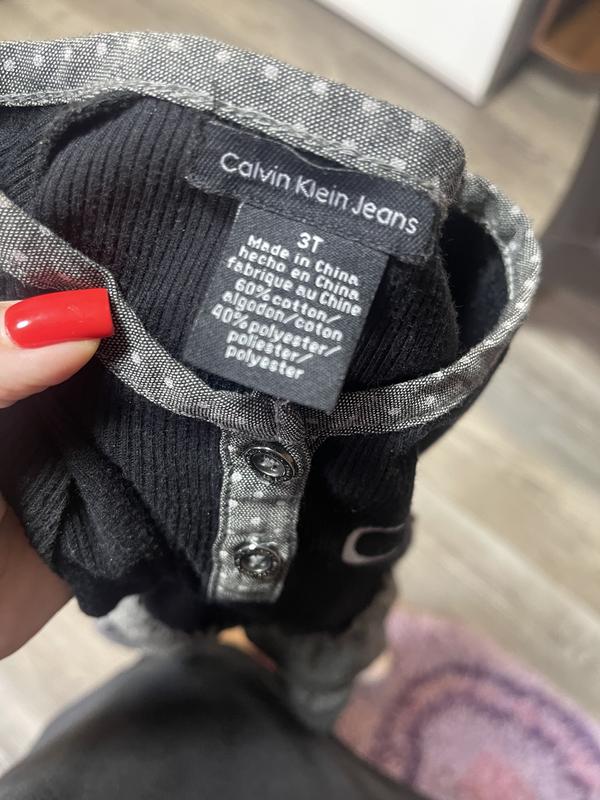 Calvin Klein Jeans
3T
Made in China
hecho en China
fabrique au Chine
60% cotton/
algodon/coton
40% polyester/
poliester/
polyester